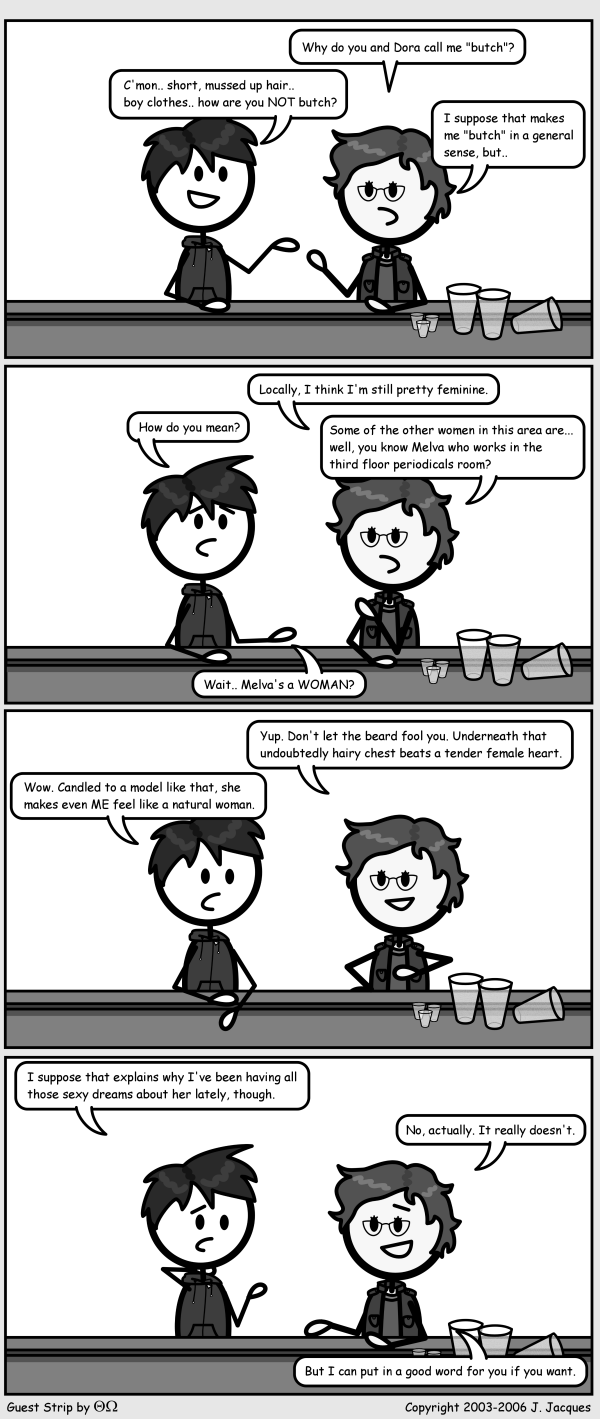 Why do you and Dora call me "butch"?
C'mon.. short, mussed up hair..
boy clothes.. how are you NOT butch?
I suppose that makes
me "butch" in a general
sense, but..
Locally, I think I'm still pretty feminine.
How do you mean?
Some of the other women in this area are...
well, you know Melva who works in the
third floor periodicals room?
Wait.. Melva's a WOMAN?
Yup. Don't let the beard fool you. Underneath that
undoubtedly hairy chest beats a tender female heart.
Wow. Candled to a model like that, she
makes even ME feel like a natural woman.
I suppose that explains why I've been having all
those sexy dreams about her lately, though.
No, actually. It really doesn't.
But I can put in a good word for you if you want.
Guest Strip by ΘΩ
Copyright 2003-2006 J. Jacques